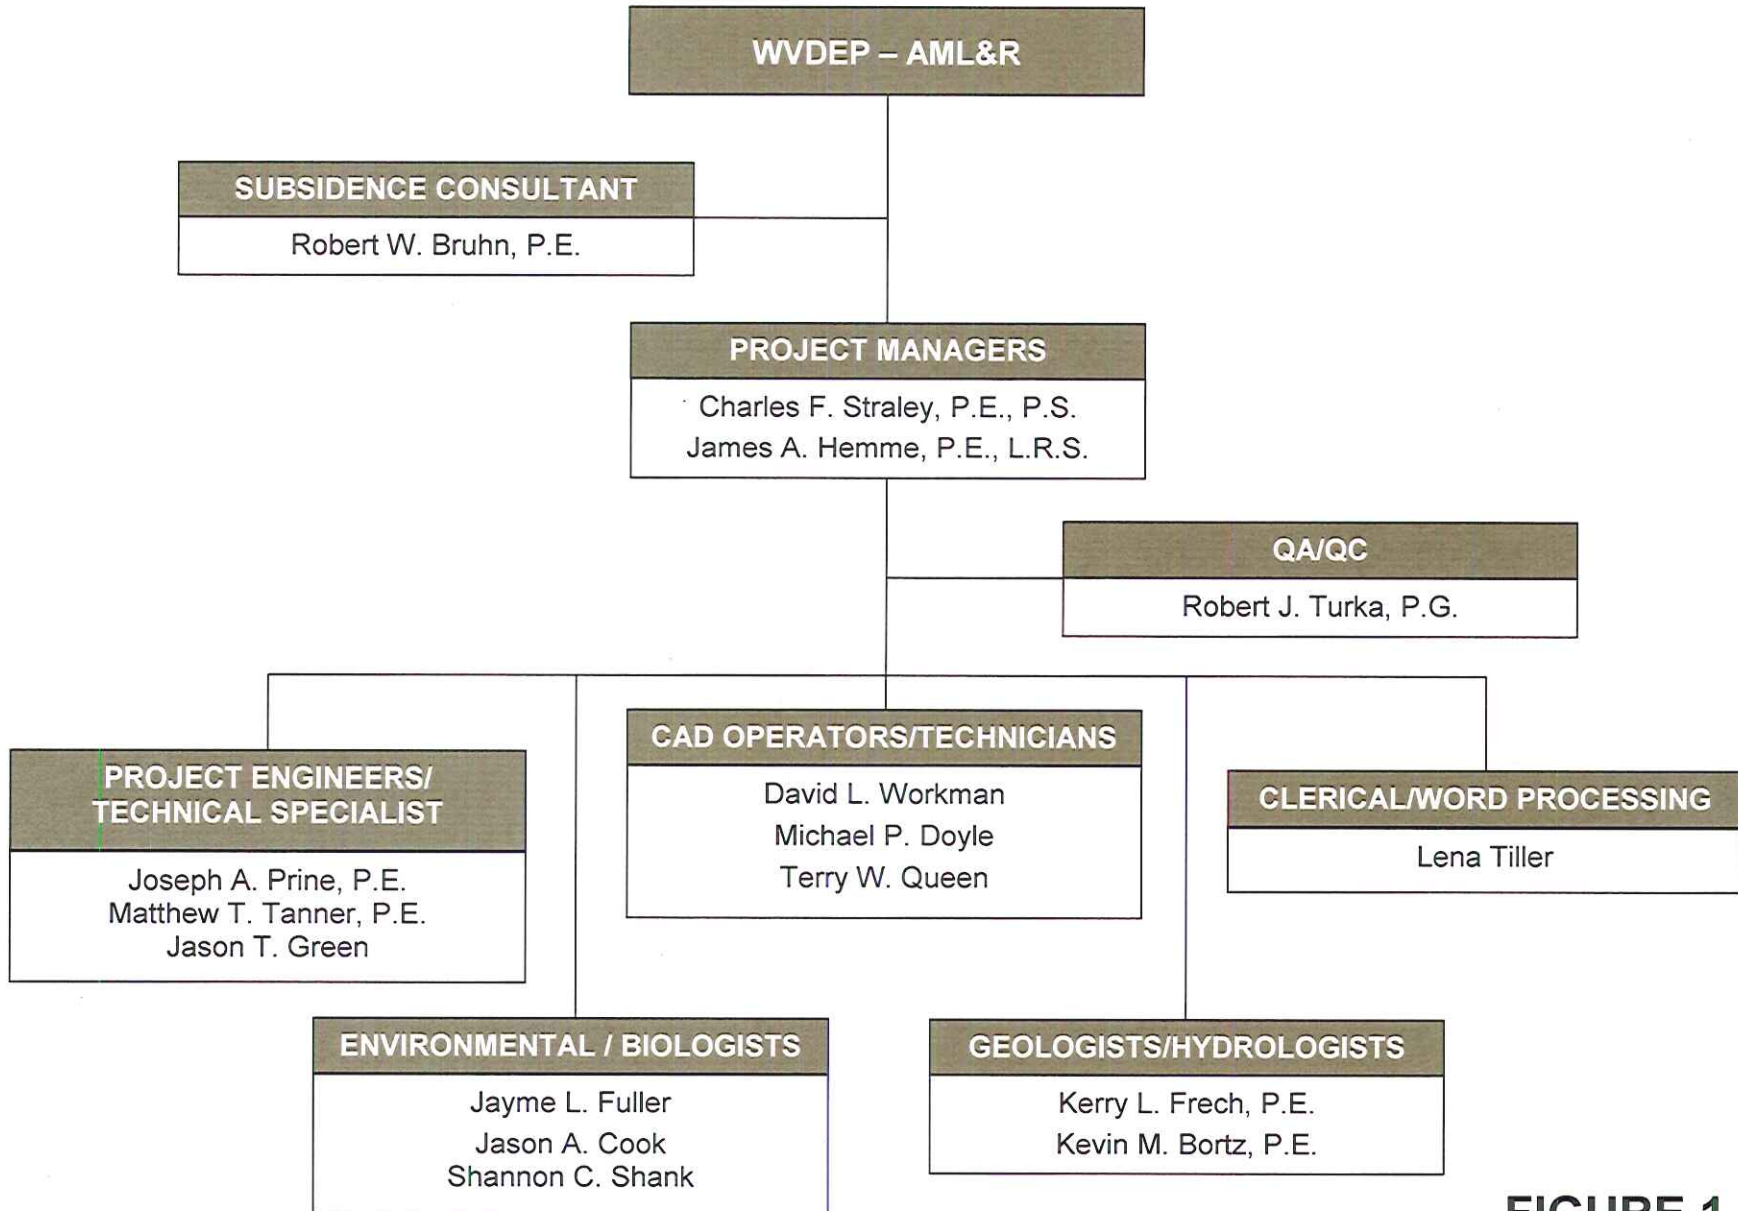 WVDEP – AML&R
SUBSIDENCE CONSULTANT
Robert W. Bruhn, P.E.
PROJECT MANAGERS
Charles F. Straley, P.E., P.S.
James A. Hemme, P.E., L.R.S.
QA/QC
Robert J. Turka, P.G.
PROJECT ENGINEERS/
TECHNICAL SPECIALIST
Joseph A. Prine, P.E.
Matthew T. Tanner, P.E.
Jason T. Green
CAD OPERATORS/TECHNICIANS
David L. Workman
Michael P. Doyle
Terry W. Queen
CLERICAL/WORD PROCESSING
Lena Tiller
ENVIRONMENTAL / BIOLOGISTS
Jayme L. Fuller
Jason A. Cook
Shannon C. Shank
GEOLOGISTS/HYDROLOGISTS
Kerry L. Frech, P.E.
Kevin M. Bortz, P.E.
FIGURE 1